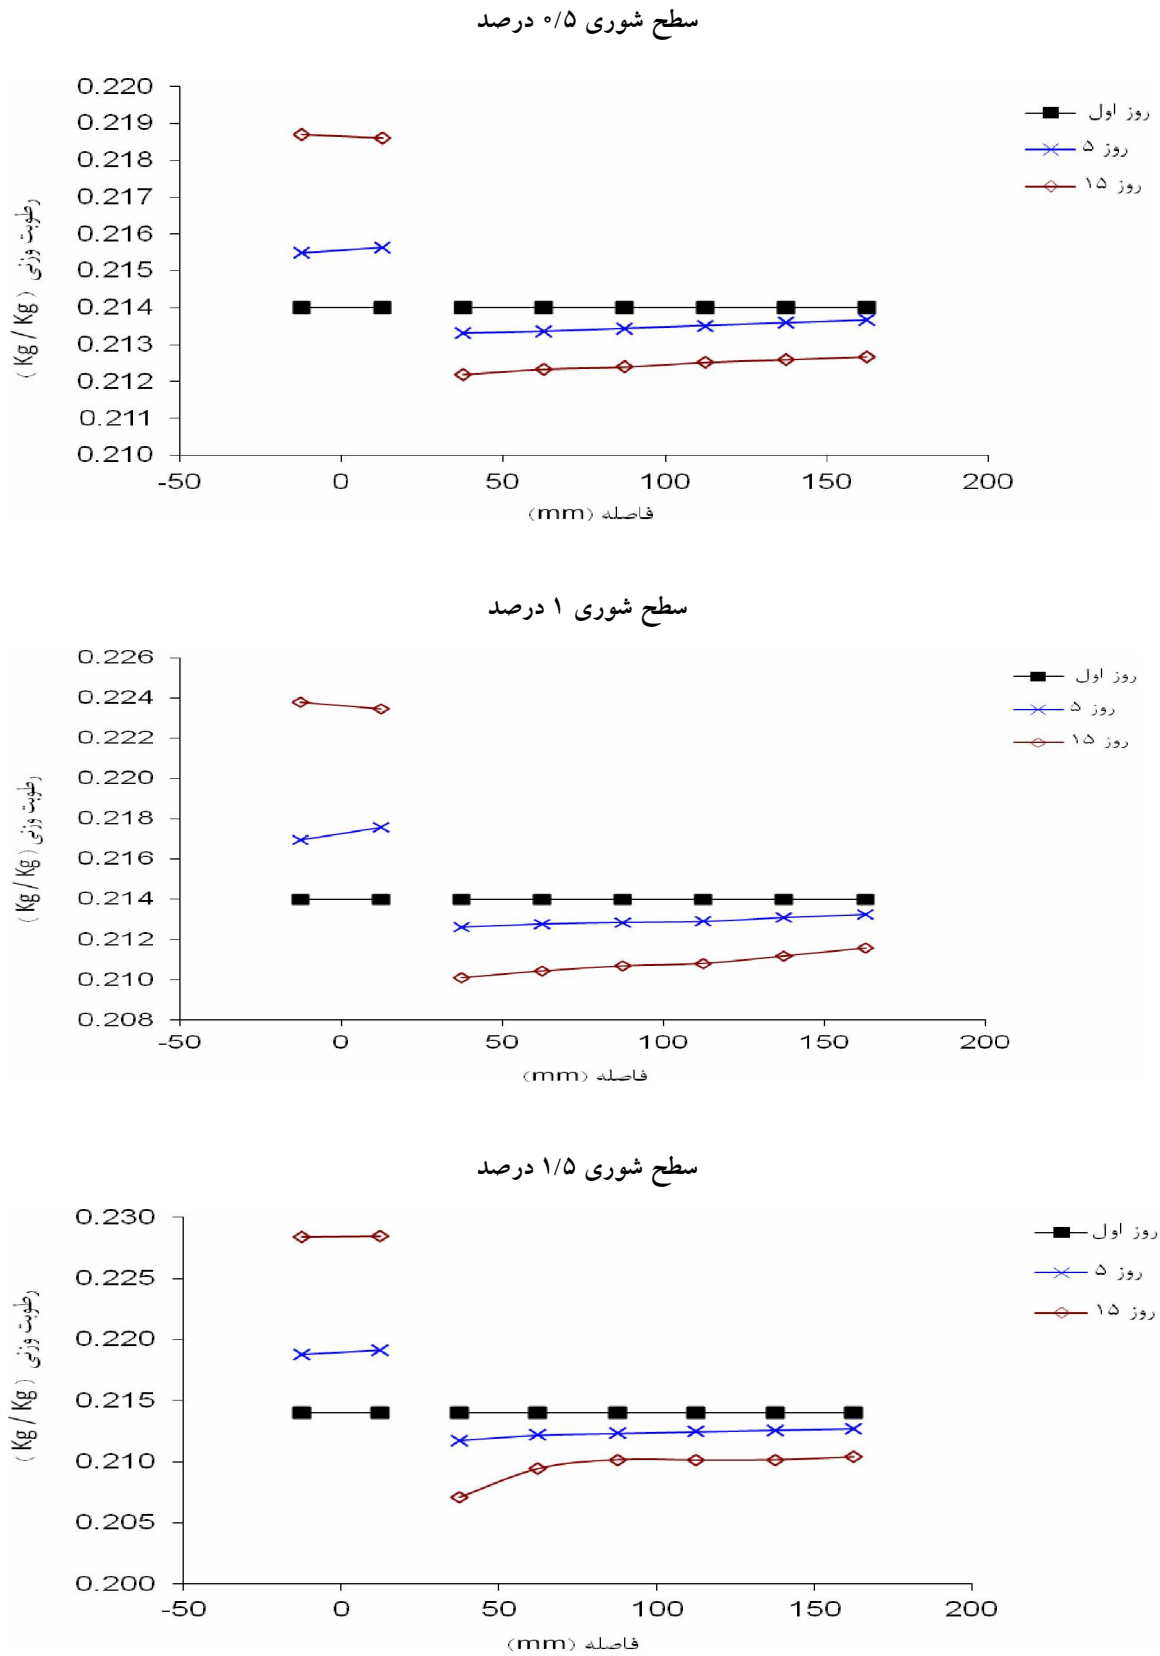 سطح شوری ۰/۵ درصد
0.220
0.219
0.218
0.217
0.216
0.215
0.214
0.213
0.212
0.211
0.210
-50 0 50 100 150 200
رطوبت وزنی ( Kg / Kg )
فاصله (mm)
روز اول
روز ۵
روز ۱۵
سطح شوری ۱ درصد
0.226
0.224
0.222
0.220
0.218
0.216
0.214
0.212
0.210
0.208
-50 0 50 100 150 200
رطوبت وزنی ( Kg / Kg )
فاصله (mm)
روز اول
روز ۵
روز ۱۵
سطح شوری ۱/۵ درصد
0.230
0.225
0.220
0.215
0.210
0.205
0.200
-50 0 50 100 150 200
رطوبت وزنی ( Kg / Kg )
فاصله (mm)
روز اول
روز ۵
روز ۱۵